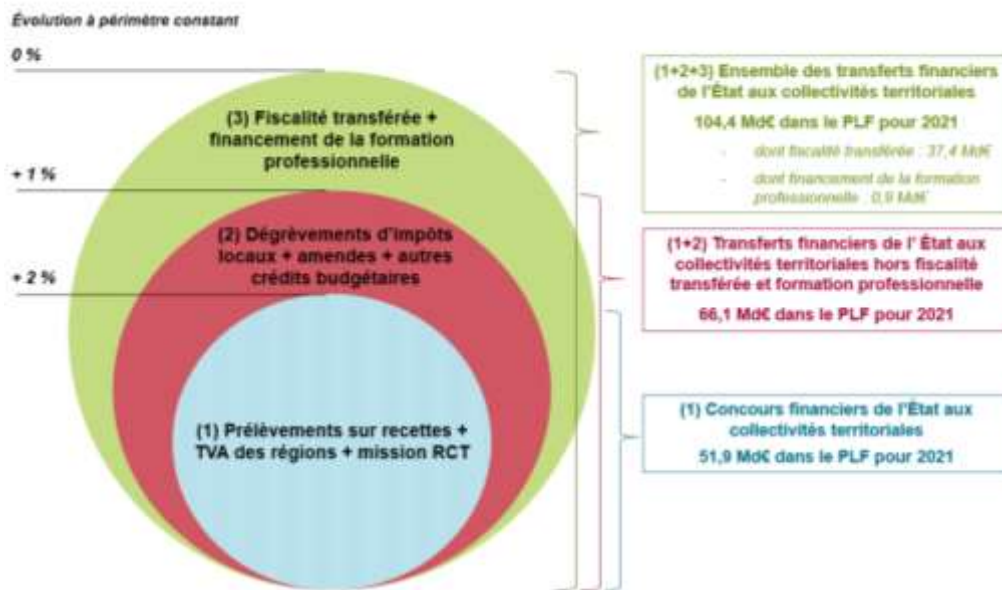 Évolution à périmètre constant
0 %
+ 1 %
+ 2 %
(3) Fiscalité transférée +
financement de la formation
professionnelle
(2) Dégrèvements d'impôts
locaux + amendes + autres
crédits budgétaires
(1) Prélèvements sur recettes +
TVA des régions + mission RCT
(1+2+3) Ensemble des transferts financiers
de l'État aux collectivités territoriales
104,4 Md€ dans le PLF pour 2021
- dont fiscalité transférée : 37,4 Md€
- dont financement de la formation
professionnelle : 0,9 Md€
(1+2) Transferts financiers de l' État aux
collectivités territoriales hors fiscalité
transférée et formation professionnelle
66,1 Md€ dans le PLF pour 2021
(1) Concours financiers de l'État aux
collectivités territoriales
51,9 Md€ dans le PLF pour 2021